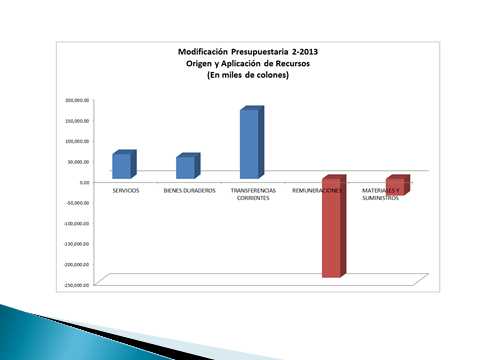 Modificación Presupuestaria 2-2013
Origen y Aplicación de Recursos
(En miles de colones)
200,000.00
150,000.00
100,000.00
50,000.00
0.00
-50,000.00
-100,000.00
-150,000.00
-200,000.00
-250,000.00
SERVICIOS
BIENES DURADEROS
TRANSFERENCIAS
CORRIENTES
REMUNERACIONES
MATERIALES Y
SUMINISTROS